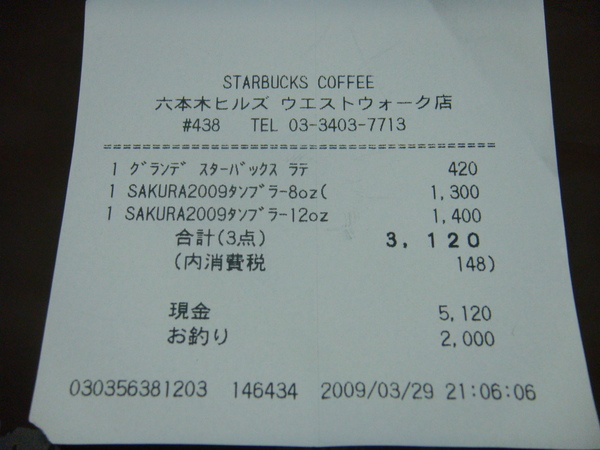 STARBUCKS COFFEE
六本木ヒルズ ウエストウォーク店
#438 TEL 03-3403-7713
1 グランデ スターバックス ラテ 420
1 SAKURA2009タンブラー8oz( 1,300
1 SAKURA2009タンブラー12oz 1,400
合計(3点) 3,120
(内消費税 148)
現金 5,120
お釣り 2,000
030356381203 146434 2009/03/29 21:06:06